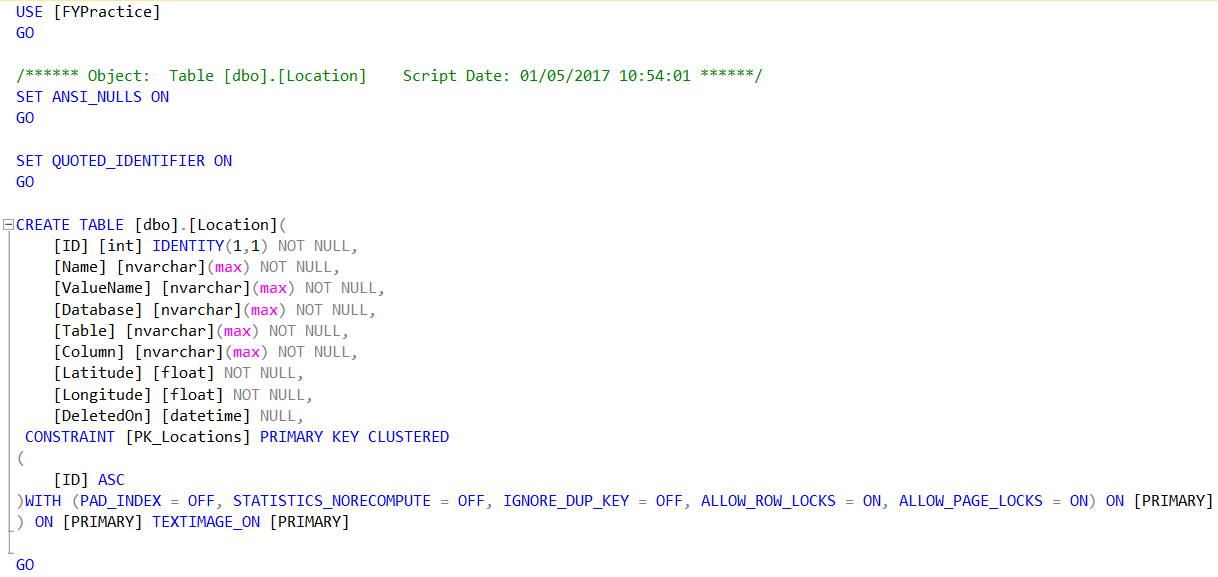 USE [FYPractice]
GO
/****** Object:  Table [dbo].[Location]    Script Date: 01/05/2017 10:54:01 ******/
SET ANSI_NULLS ON
GO
SET QUOTED_IDENTIFIER ON
GO
CREATE TABLE [dbo].[Location](
    [ID] [int] IDENTITY(1,1) NOT NULL,
    [Name] [nvarchar](max) NOT NULL,
    [ValueName] [nvarchar](max) NOT NULL,
    [Database] [nvarchar](max) NOT NULL,
    [Table] [nvarchar](max) NOT NULL,
    [Column] [nvarchar](max) NOT NULL,
    [Latitude] [float] NOT NULL,
    [Longitude] [float] NOT NULL,
    [DeletedOn] [datetime] NULL,
 CONSTRAINT [PK_Locations] PRIMARY KEY CLUSTERED
(
    [ID] ASC
)WITH (PAD_INDEX = OFF, STATISTICS_NORECOMPUTE = OFF, IGNORE_DUP_KEY = OFF, ALLOW_ROW_LOCKS = ON, ALLOW_PAGE_LOCKS = ON) ON [PRIMARY]
) ON [PRIMARY] TEXTIMAGE_ON [PRIMARY]
GO